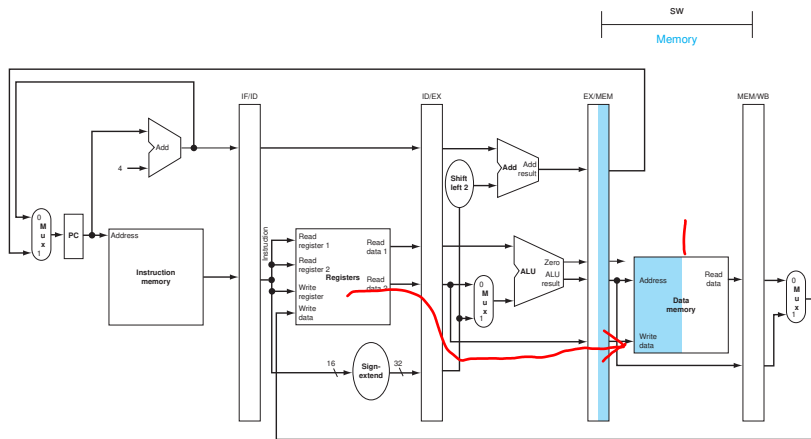 SW
Memory
IF/ID
ID/EX
EX/MEM
MEM/WB
Add
4
Shift
left 2
Add
Add
result
0
M
u
x
1
PC
Address
Instruction
memory
Instruction
Read
register 1
Read
register 2
Write
register
Write
data
Registers
Read
data 1
Read
data 2
0
M
u
x
1
Zero
ALU
ALU
result
Address
Write
data
Data
memory
Read
data
0
M
u
x
1
16
Sign-
extend
32